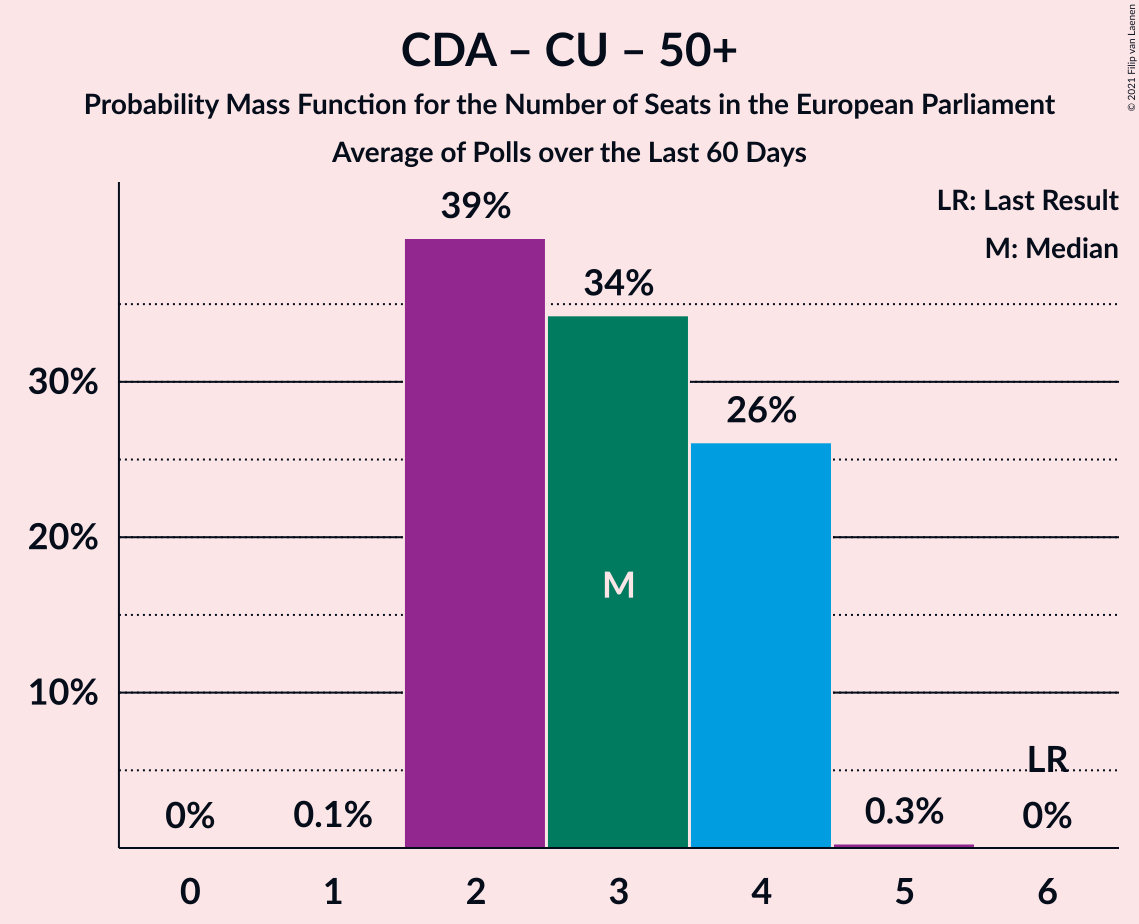 CDA – CU – 50+
Probability Mass Function for the Number of Seats in the European Parliament
Average of Polls over the Last 60 Days
© 2021 Filip van Laenen
LR: Last Result
M: Median
39%
34%
30%
26%
20%
M
10%
LR
0%
0.1%
0.3%
0%
0
1
2
3
4
5
6